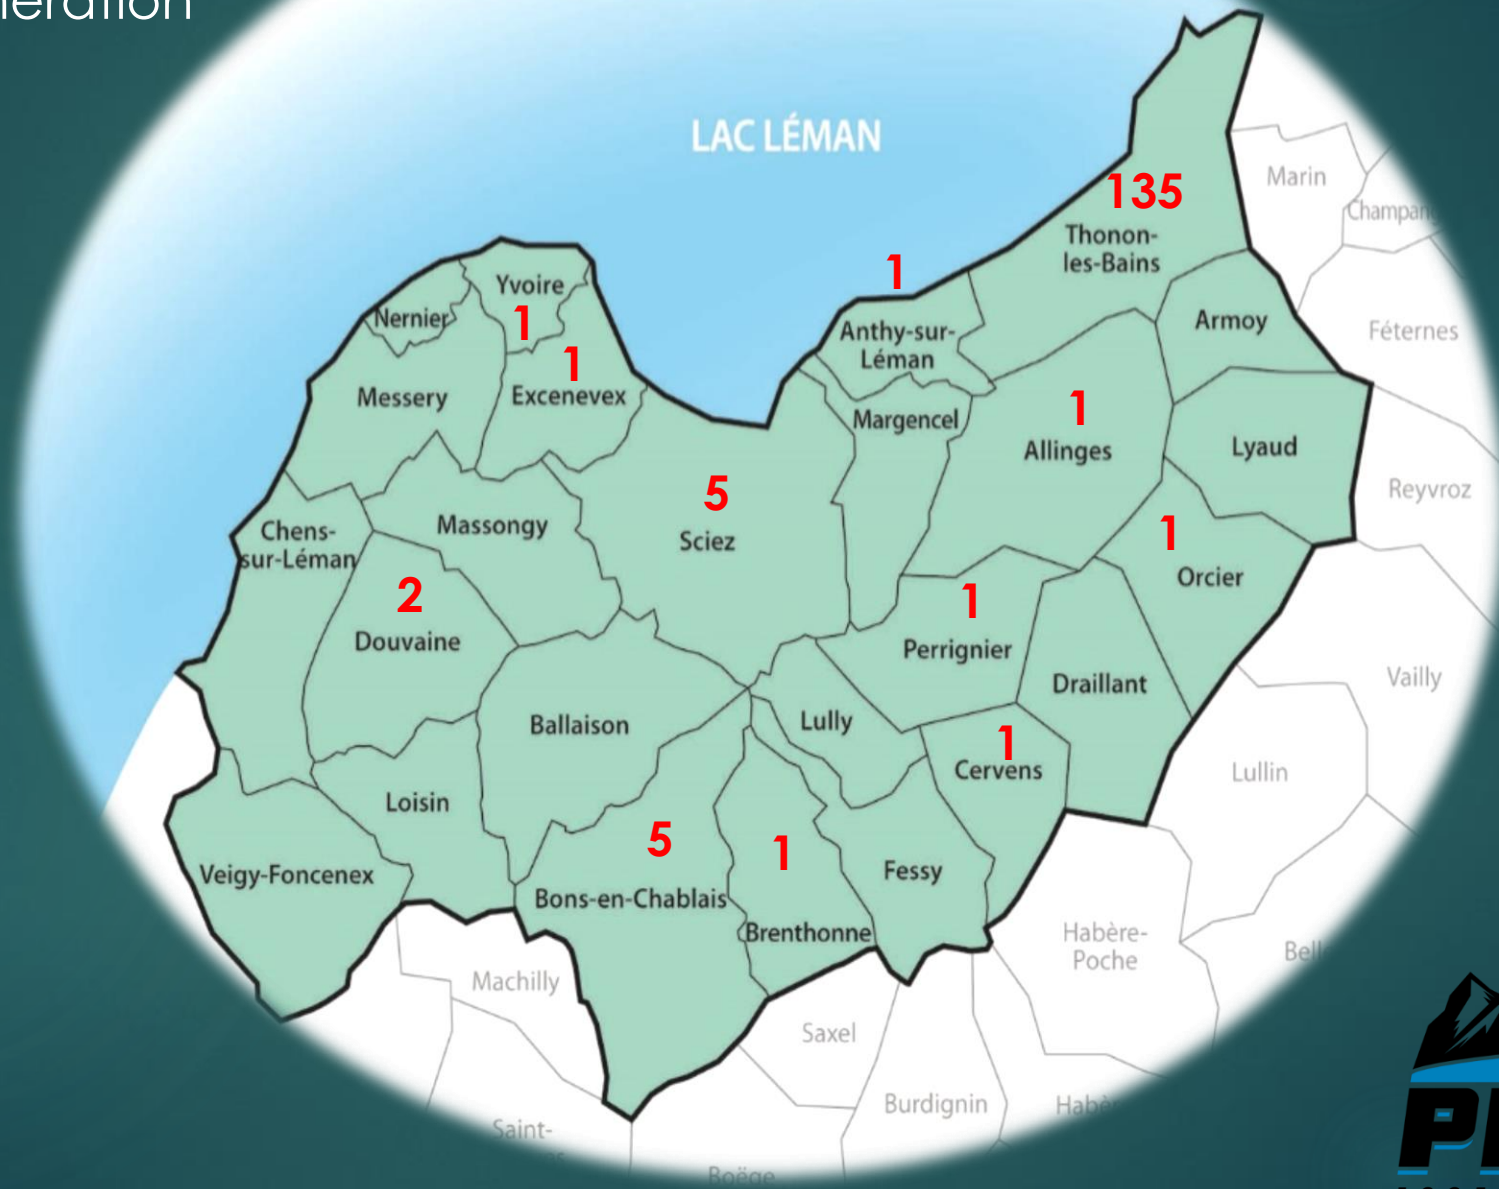 LAC LÉMAN
135
Marin
Thonon-
les-Bains
1
Yvoire
1
Nernier
Armoy
Féternes
Anthy-sur-
Léman
1
Messery
Excenevex
1
Margencel
Allinges
Lyaud
Reyvroz
5
Sciez
Massongy
Chens-
sur-Léman
1
Orcier
2
Douvaine
1
Perrignier
Draillant
Vailly
Ballaison
Lully
1
Cervens
Lullin
Loisin
5
Bons-en-Chablais
1
Brenthonne
Fessy
Veigy-Foncenex
Habère-
Poche
Machilly
Saxel
Burdignin
Saint-
Boëge